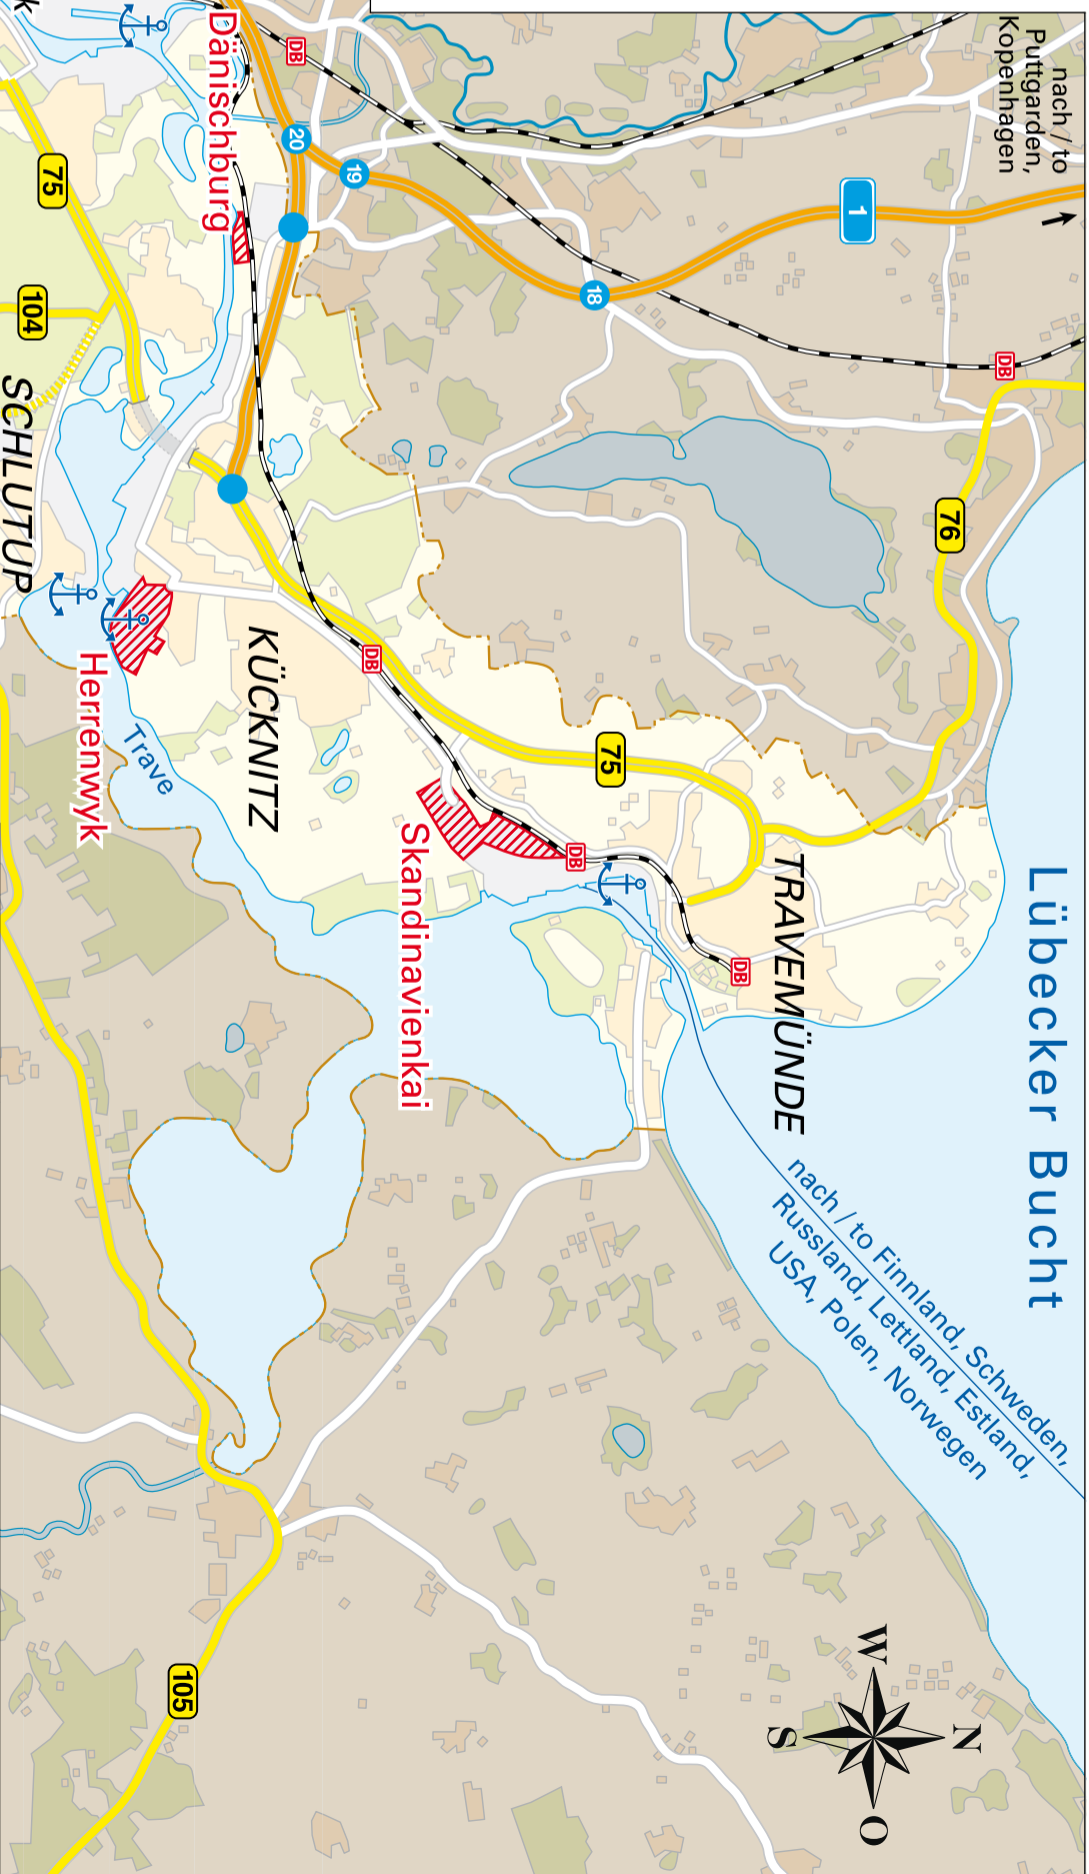 nach / to
Puttgarden,
Kopenhagen
Lübecker Bucht
1
76
DB
18
19
20
DB
Dänischburg
75
104
SCHLUTUP
KÜCKNITZ
DB
Herrenwyk
Trave
75
Skandinavienkai
DB
DB
TRAVEMÜNDE
nach / to Finnland, Schweden,
Russland, Lettland, Estland,
USA, Polen, Norwegen
105
N
W
O
S
k